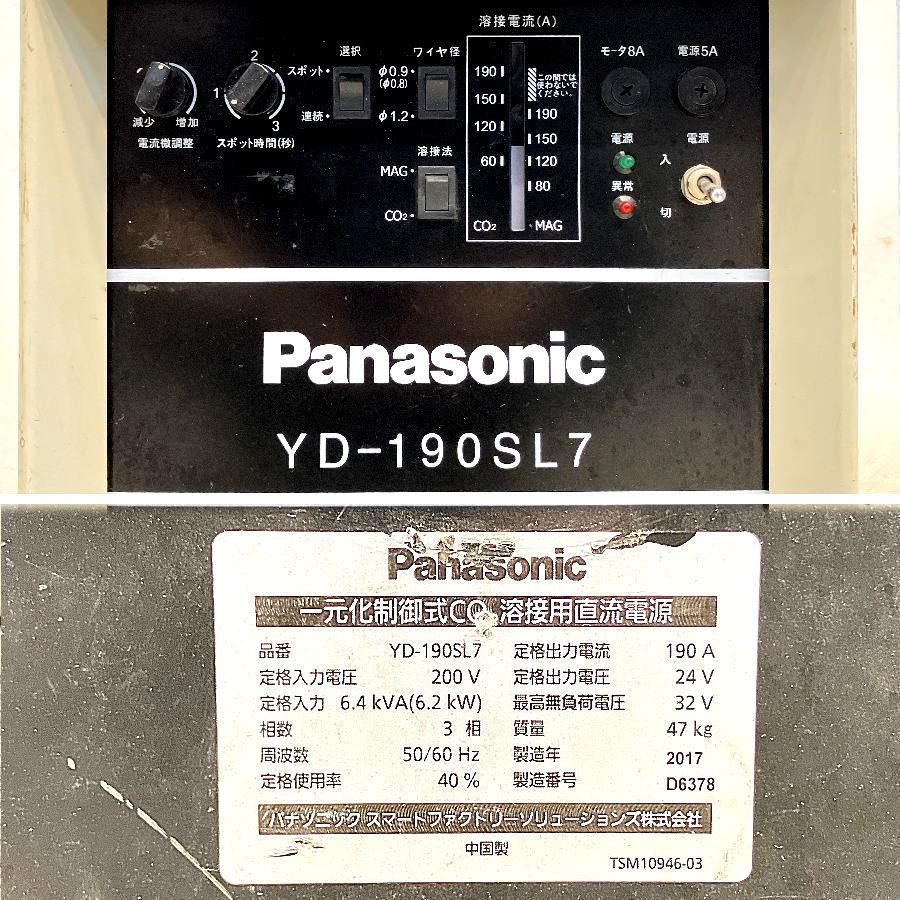 溶接電流(A)
選択
ワイヤ径
モータ8A
電源5A
スポット
連続
φ0.9
(φ0.8)
φ1.2
190
150
120
60
この間では
使わないで
ください。
190
150
120
80
CO₂
MAG
減少
増加
電流微調整
1
2
3
スポット時間(秒)
溶接法
MAG
CO₂
電源
異常
電源
入
切
Panasonic
YD-190SL7
Panasonic
一元化制御式CO₂溶接用直流電源
品番 YD-190SL7 定格出力電流 190 A
定格入力電圧 200 V 定格出力電圧 24 V
定格入力 6.4 kVA(6.2 kW) 最高無負荷電圧 32 V
相数 3 相 質量 47 kg
周波数 50/60 Hz 製造年 2017
定格使用率 40 % 製造番号 D6378
パナソニック スマートファクトリーソリューションズ株式会社
中国製
TSM10946-03